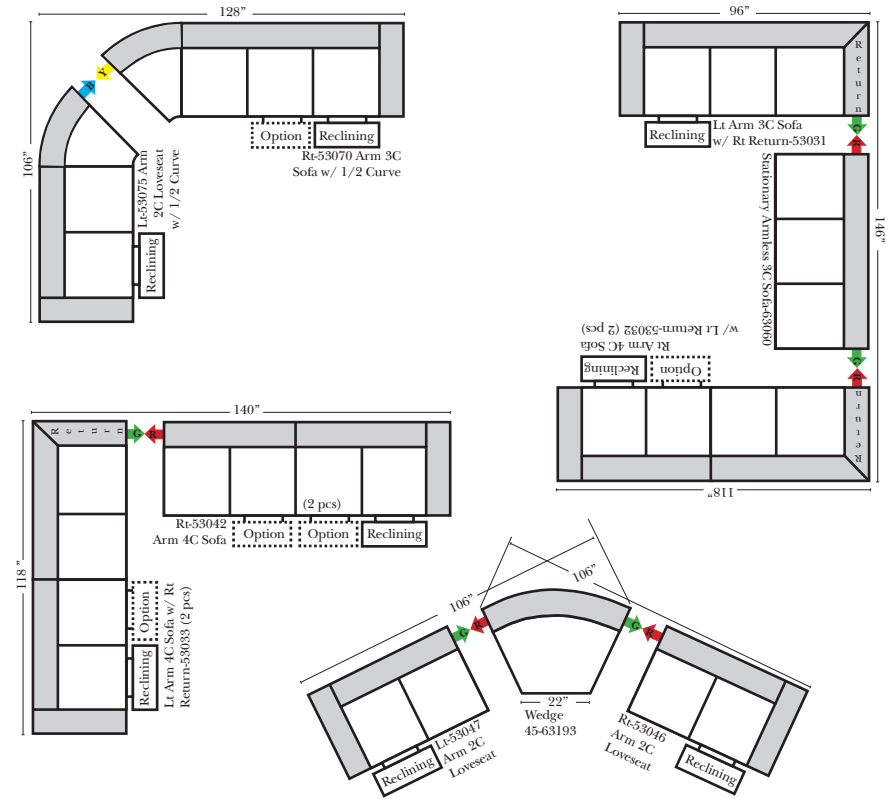 128”
106”
B
Y
Option
Reclining
Rt-53070 Arm 3C
Sofa w/ 1/2 Curve
Lt-53075 Arm
2C Loveseat
w/ 1/2 Curve
Reclining
96”
Return
Reclining
Lt Arm 3C Sofa
w/ Rt Return-53031
G
R
Stationary Armless 3C Sofa-63060
146”
G
R
Rt Arm 4C Sofa
w/ Lt Return-53032 (2 pcs)
Reclining
Option
Return
118”
140”
Return
G
R
(2 pcs)
Rt-53042
Arm 4C Sofa
Option
Option
Reclining
118”
Option
Reclining
Lt Arm 4C Sofa w/ Rt
Return-53033 (2 pcs)
106”
106”
G
R
G
R
22”
Wedge
45-63193
Lt-53047
Arm 2C
Loveseat
Reclining
Rt-53046
Arm 2C
Loveseat
Reclining